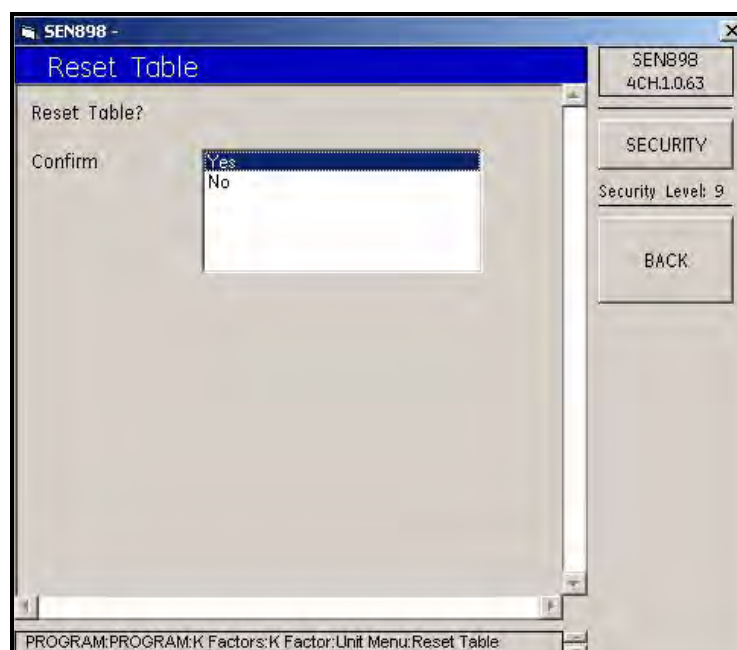 SEN898 -
Reset Table
Reset Table?
Confirm
Yes
No
SEN898
4CH.1.0.63
SECURITY
Security Level: 9
BACK
PROGRAM:PROGRAM:K Factors:K Factor:Unit Menu:Reset Table